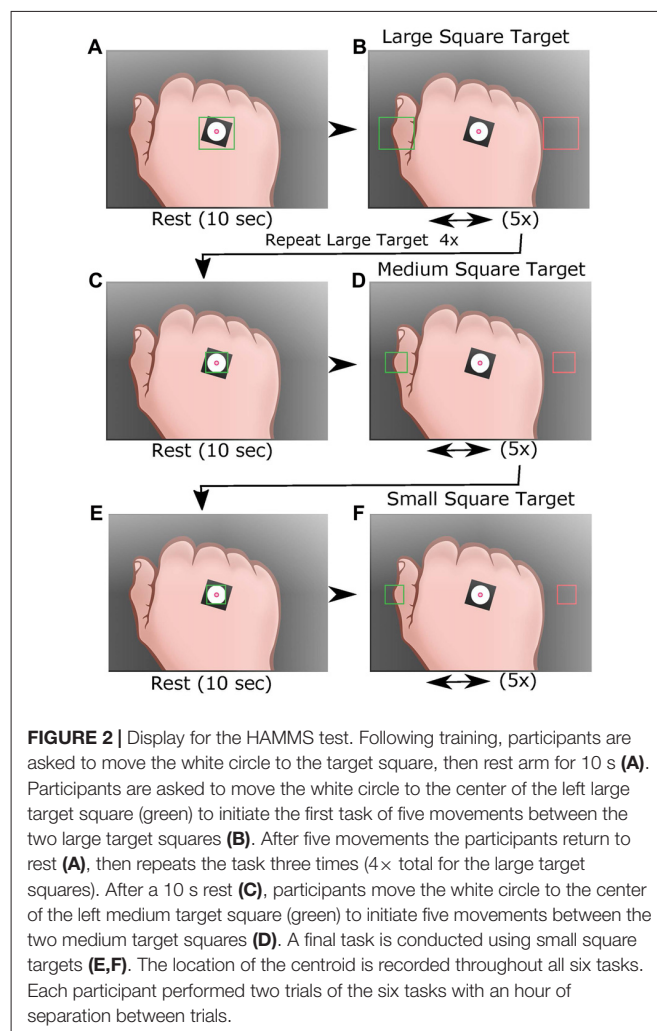 Large Square Target
A
B
Rest (10 sec)
(5x)
Repeat Large Target 4x
Medium Square Target
C
D
Rest (10 sec)
(5x)
Small Square Target
E
F
Rest (10 sec)
(5x)
FIGURE 2 | Display for the HAMMS test. Following training, participants are
asked to move the white circle to the target square, then rest arm for 10 s (A).
Participants are asked to move the white circle to the center of the left large
target square (green) to initiate the first task of five movements between the
two large target squares (B). After five movements the participants return to
rest (A), then repeats the task three times (4× total for the large target
squares). After a 10 s rest (C), participants move the white circle to the center
of the left medium target square (green) to initiate five movements between the
two medium target squares (D). A final task is conducted using small square
targets (E,F). The location of the centroid is recorded throughout all six tasks.
Each participant performed two trials of the six tasks with an hour of
separation between trials.